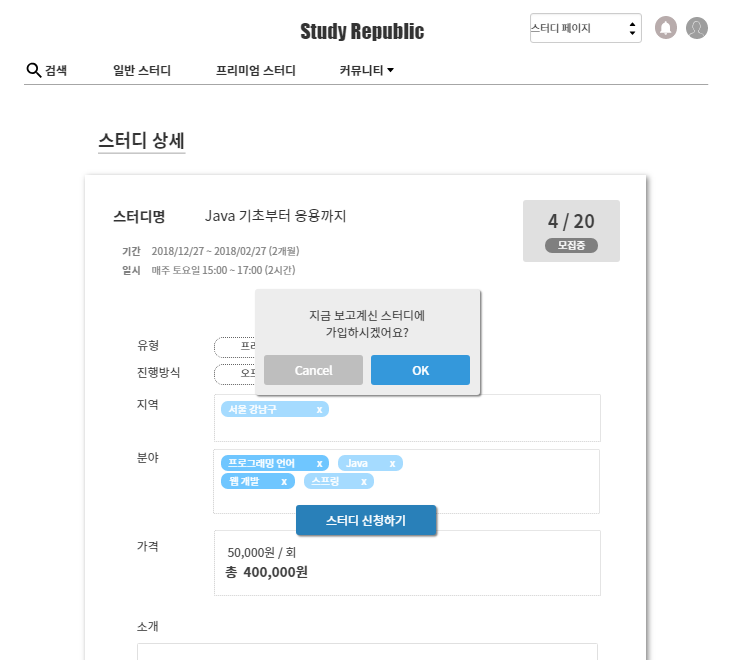 Study Republic
스터디 페이지
검색
일반 스터디
프리미엄 스터디
커뮤니티
스터디 상세
스터디명
Java 기초부터 응용까지
4 / 20
모집중
기간 2018/12/27 ~ 2018/02/27 (2개월)
일시 매주 토요일 15:00 ~ 17:00 (2시간)
지금 보고계신 스터디에
가입하시겠어요?
Cancel
OK
유형
진행방식
지역
서울 강남구 x
분야
프로그래밍 언어 x
Java x
웹 개발 x
스프링 x
스터디 신청하기
가격
50,000원 / 회
총 400,000원
소개